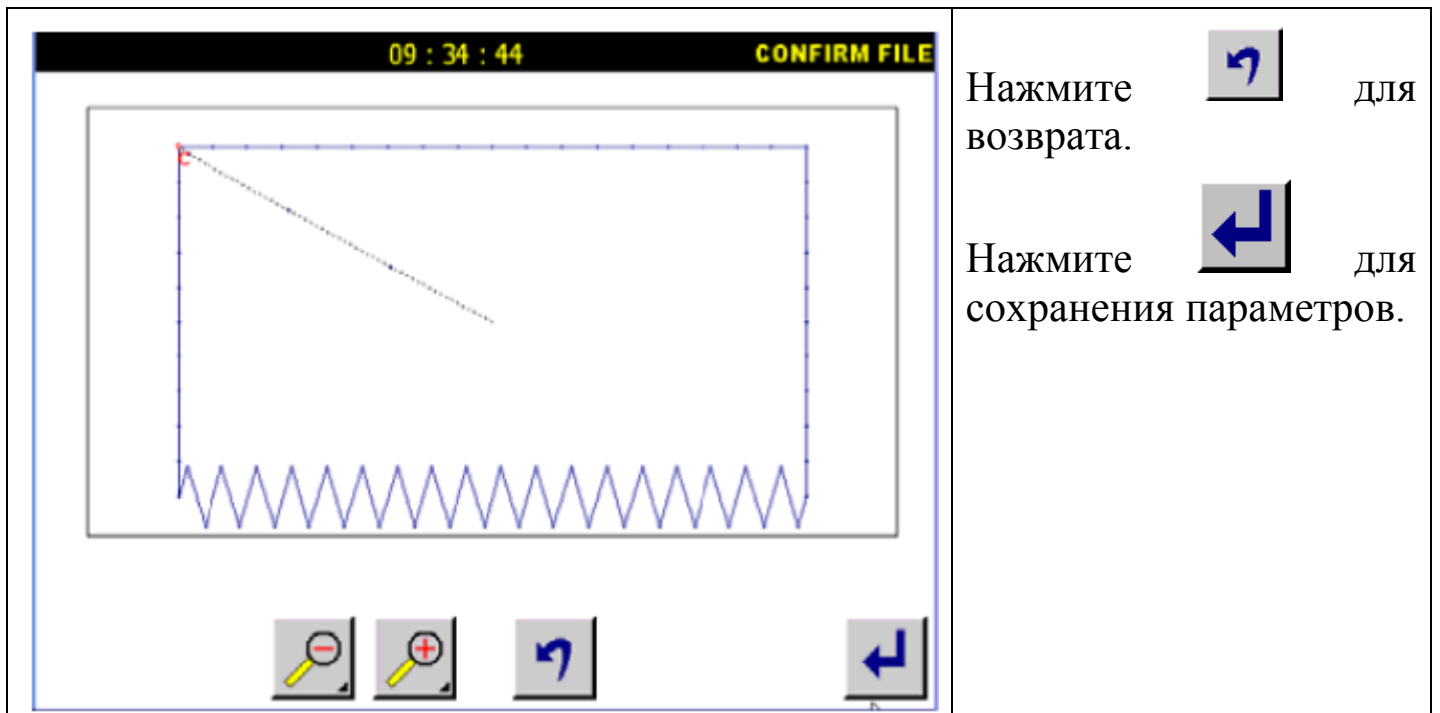 09 : 34 : 44 CONFIRM FILE
C
Нажмите для
возврата.
Нажмите для
сохранения параметров.